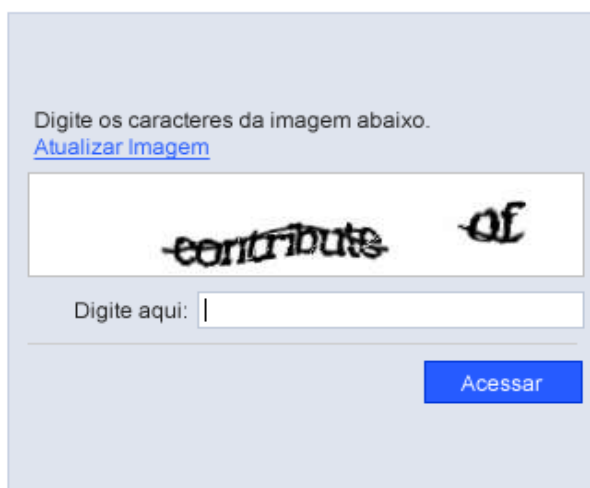 Digite os caracteres da imagem abaixo.
Atualizar Imagem
contribute of
Digite aqui:
Acessar